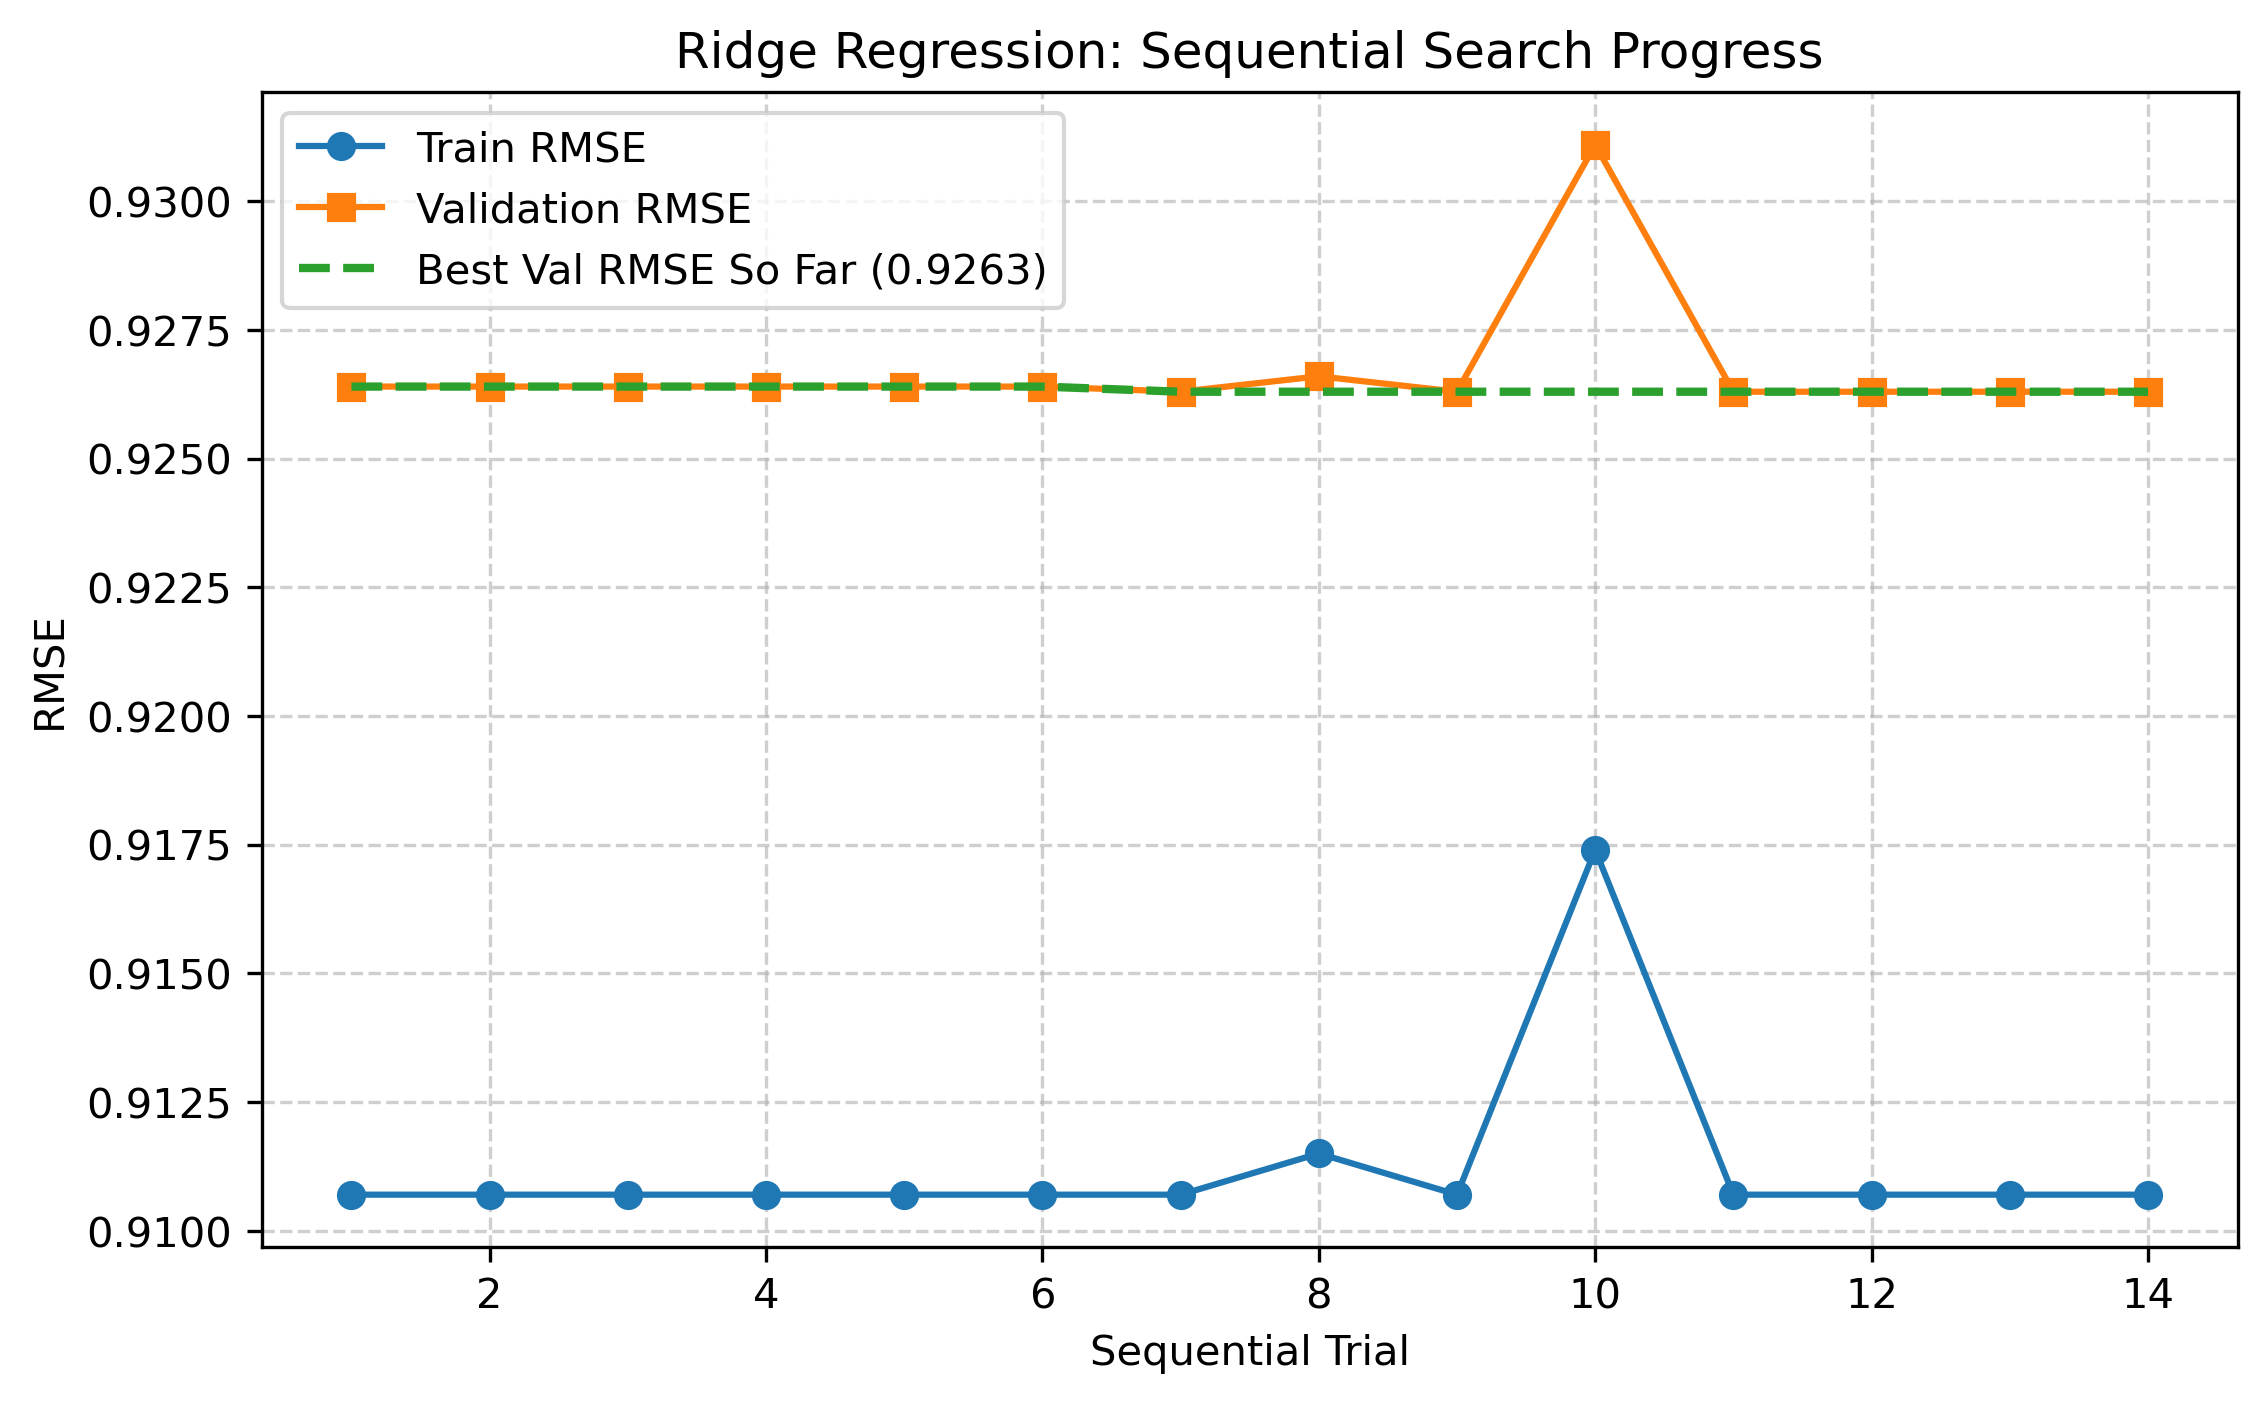 Ridge Regression: Sequential Search Progress
Train RMSE
Validation RMSE
Best Val RMSE So Far (0.9263)
0.9300
0.9275
0.9250
0.9225
0.9200
0.9175
0.9150
0.9125
0.9100
RMSE
2 4 6 8 10 12 14
Sequential Trial